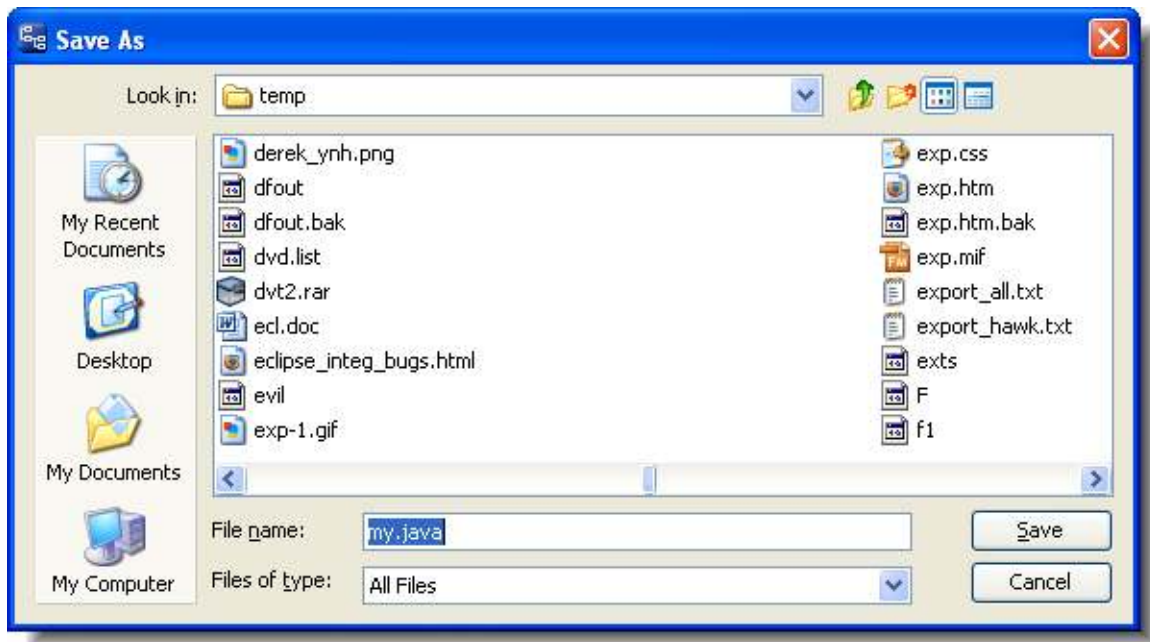 Save As
Look in: temp
My Recent
Documents
Desktop
My Documents
My Computer
derek_ynh.png
dfout
dfout.bak
dvd.list
dvt2.rar
ecl.doc
eclipse_integ_bugs.html
evil
exp-1.gif
exp.css
exp.htm
exp.htm.bak
exp.mif
export_all.txt
export_hawk.txt
exts
F
f1
File name: my.java Save
Files of type: All Files Cancel